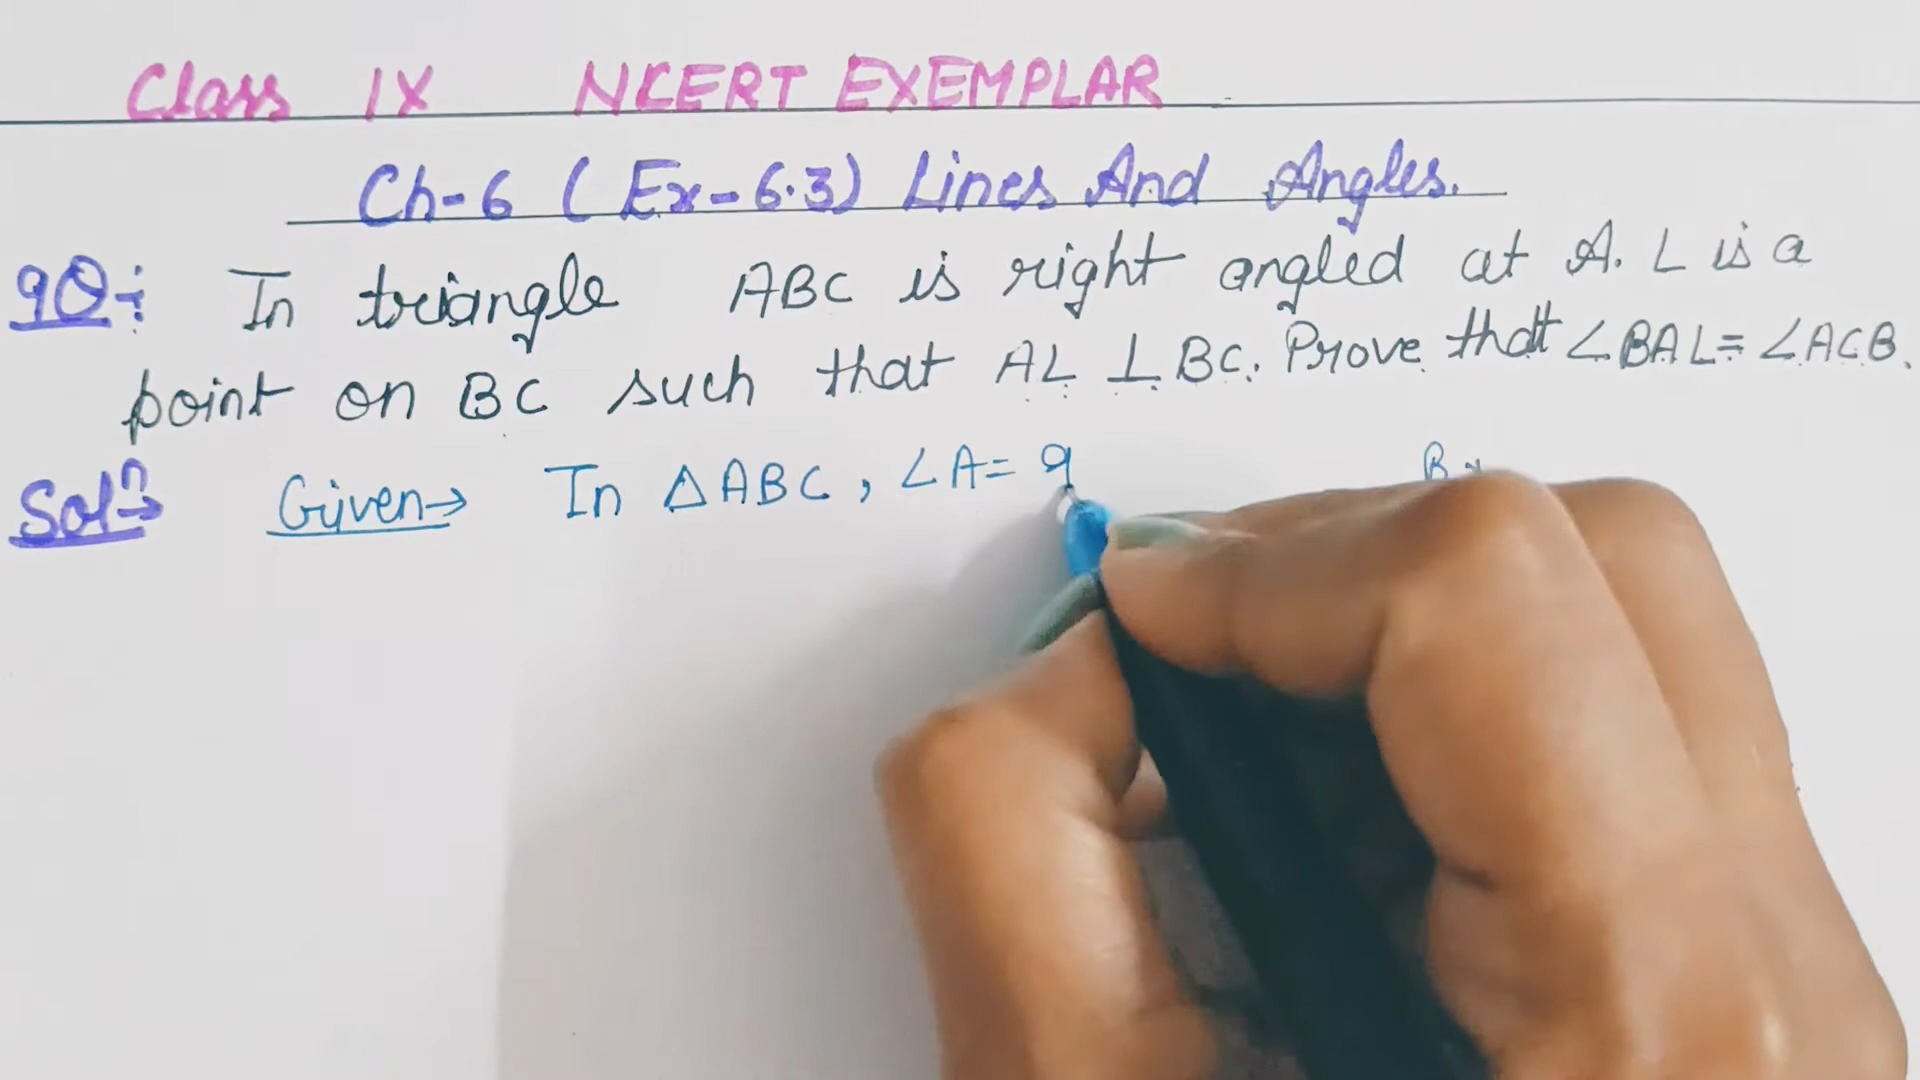 Class IX NCERT EXEMPLAR
Ch-6 (Ex-6.3) Lines And Angles.
9Q→: In triangle ABC is right angled at A. L is a
point on BC such that AL ⊥ BC. Prove that ∠BAL = ∠ACB.
Solⁿ→ Given→ In △ABC, ∠A= 9
B